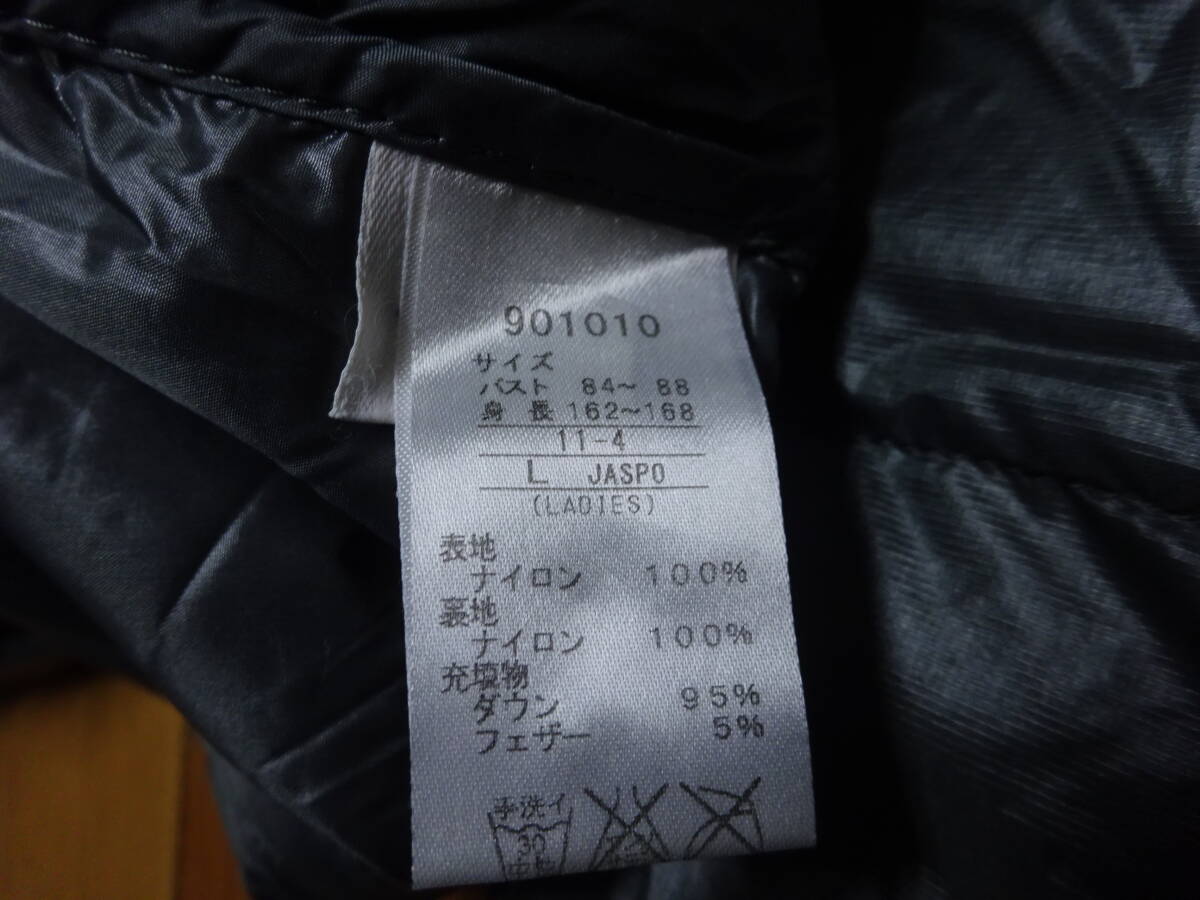 901010
サイズ
バスト 84～ 88
身 長 162～168
11-4
L JASPO
(LADIES)
表地
ナイロン 100%
裏地
ナイロン 100%
充填物
ダウン 95%
フェザー 5%
手洗イ
30